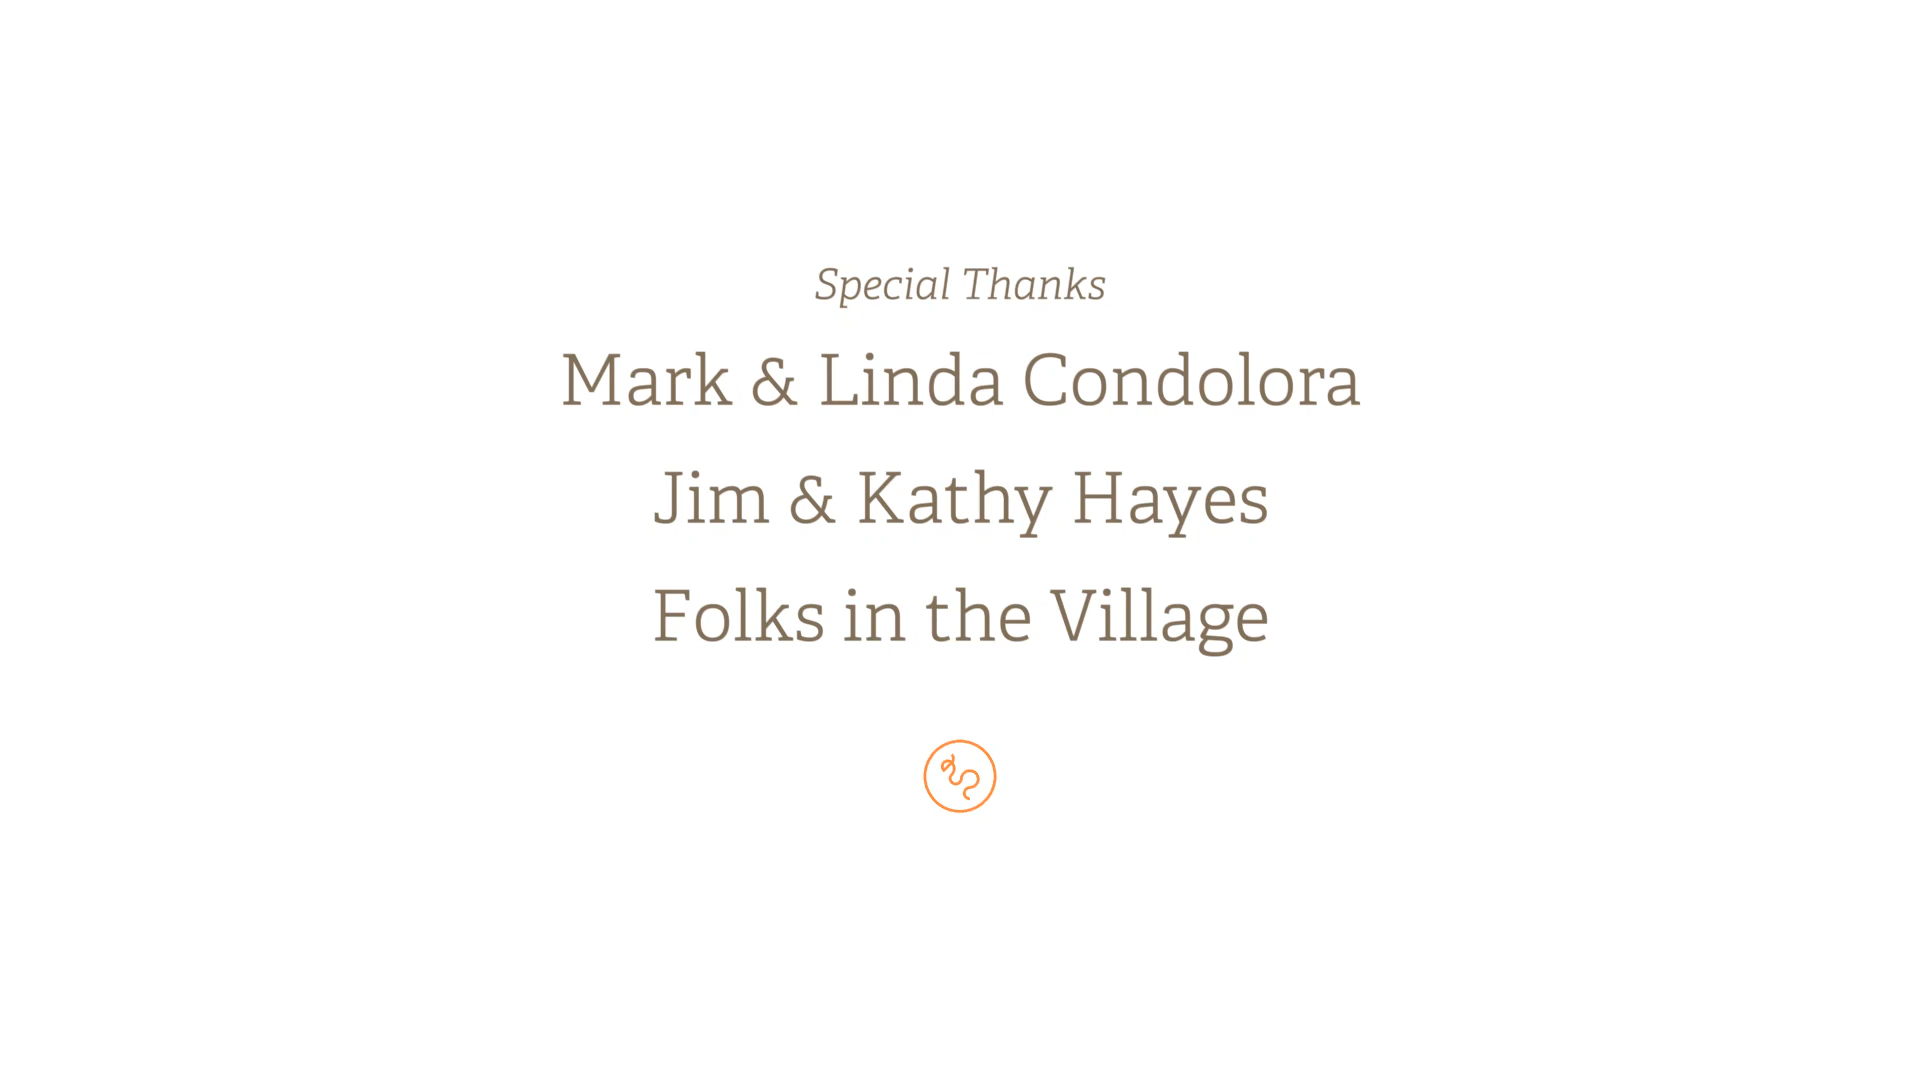 Special Thanks
Mark & Linda Condolora
Jim & Kathy Hayes
Folks in the Village